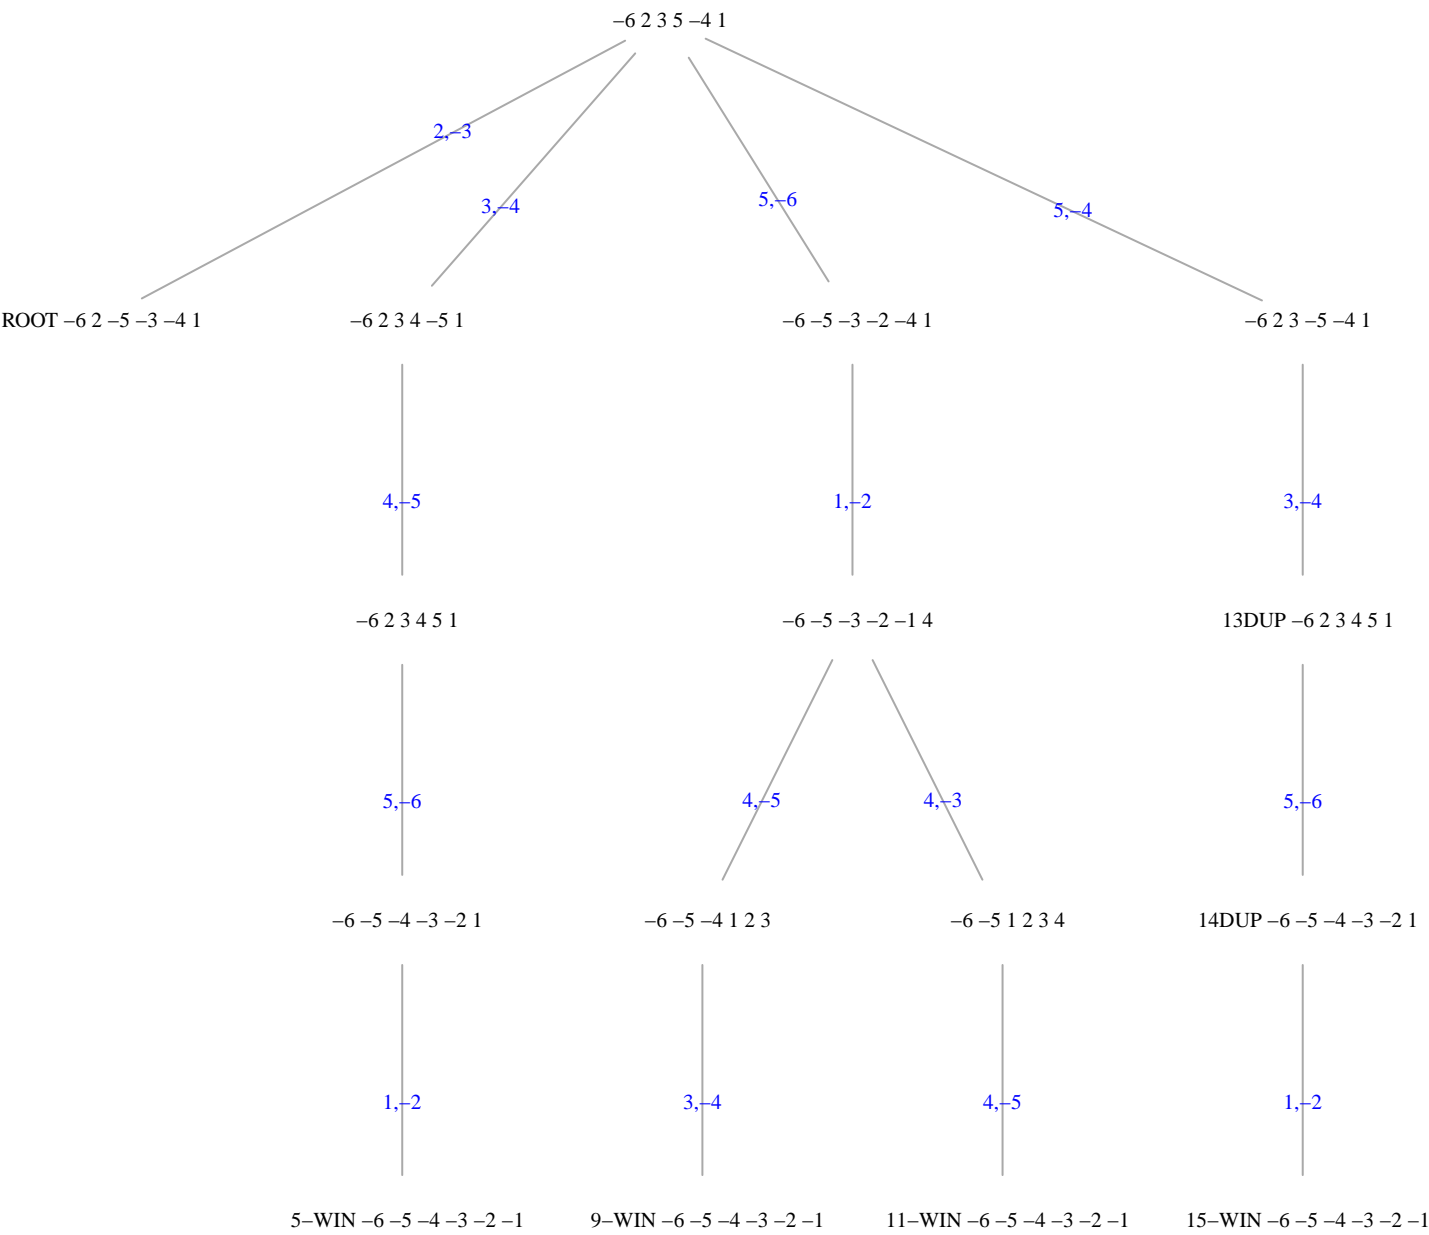 −6 2 3 5 −4 1
2,−3
3,−4
5,−6
5,−4
ROOT −6 2 −5 −3 −4 1
−6 2 3 4 −5 1
−6 −5 −3 −2 −4 1
−6 2 3 −5 −4 1
4,−5
1,−2
3,−4
−6 2 3 4 5 1
−6 −5 −3 −2 −1 4
13DUP −6 2 3 4 5 1
5,−6
4,−5
4,−3
5,−6
−6 −5 −4 −3 −2 1
−6 −5 −4 1 2 3
−6 −5 1 2 3 4
14DUP −6 −5 −4 −3 −2 1
1,−2
3,−4
4,−5
1,−2
5−WIN −6 −5 −4 −3 −2 −1
9−WIN −6 −5 −4 −3 −2 −1
11−WIN −6 −5 −4 −3 −2 −1
15−WIN −6 −5 −4 −3 −2 −1